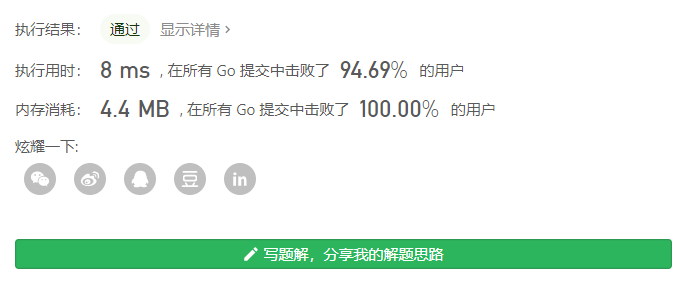 执行结果： 通过 显示详情 ›
执行用时： 8 ms , 在所有 Go 提交中击败了 94.69% 的用户
内存消耗： 4.4 MB , 在所有 Go 提交中击败了 100.00% 的用户
炫耀一下:
豆 in
写题解，分享我的解题思路